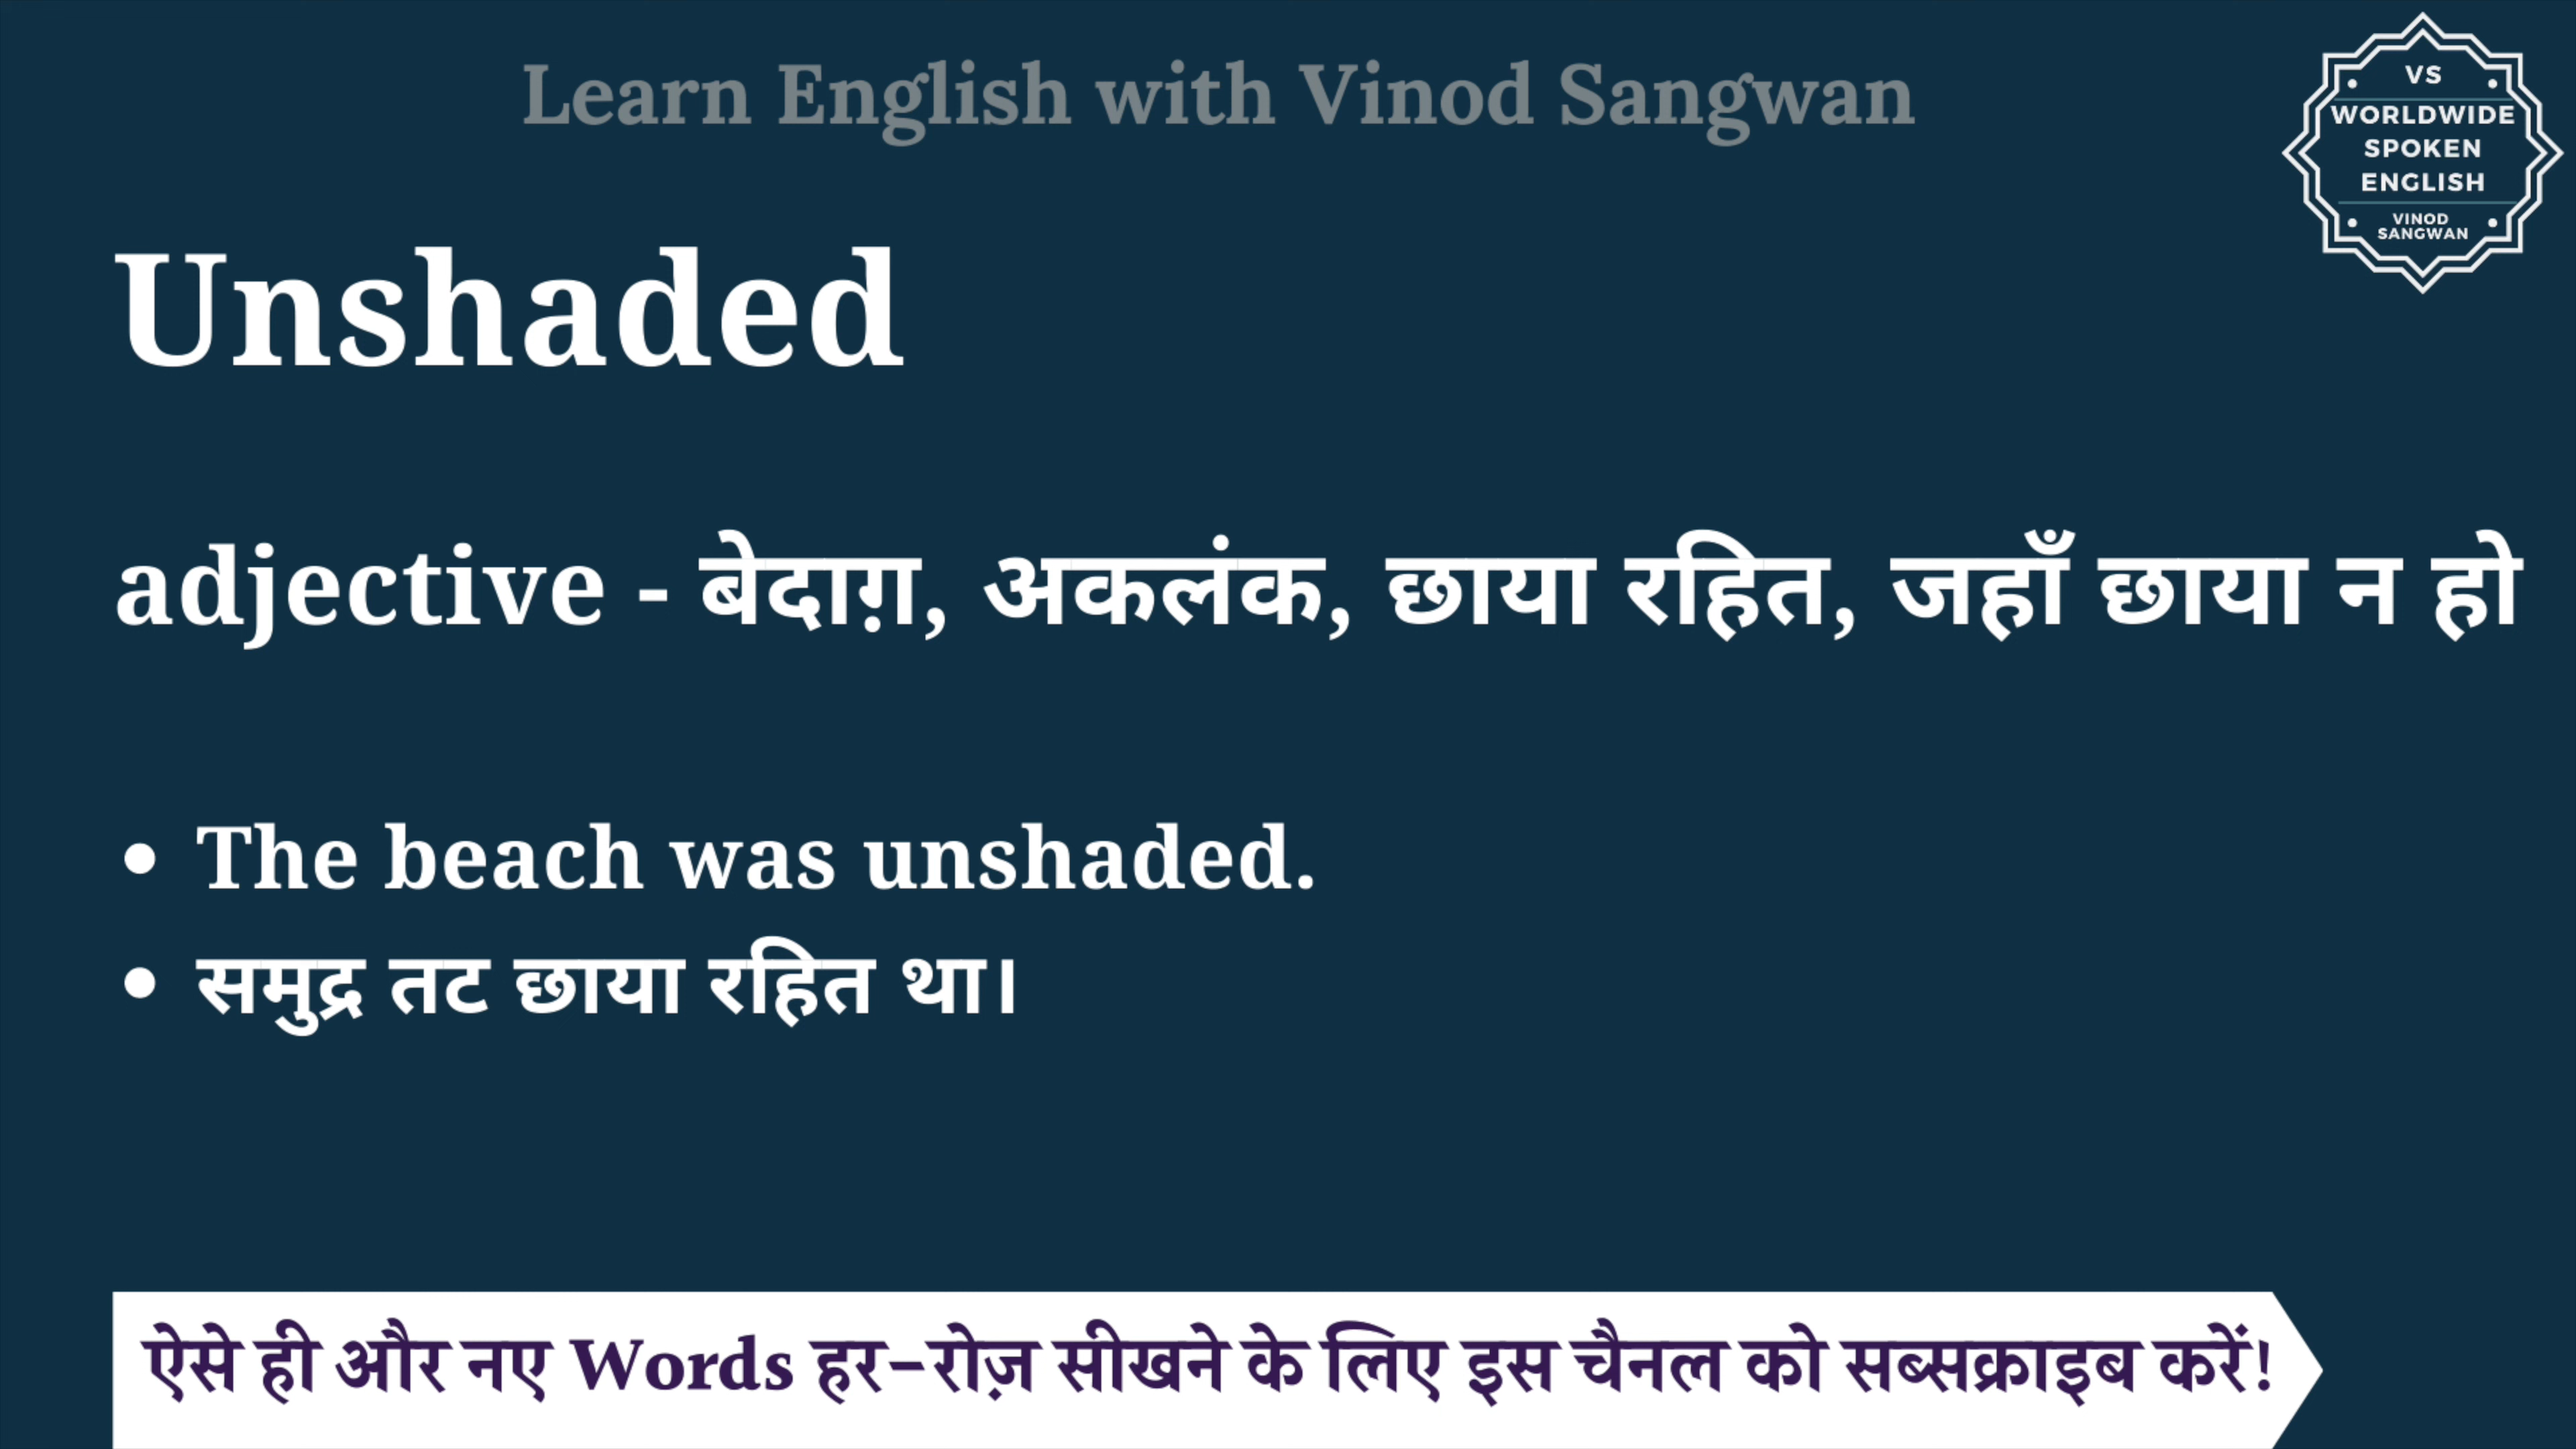 Learn English with Vinod Sangwan
VS
WORLDWIDE
SPOKEN
ENGLISH
VINOD
SANGWAN
Unshaded
adjective - बेदाग़, अकलंक, छाया रहित, जहाँ छाया न हो
• The beach was unshaded.
• समुद्र तट छाया रहित था।
ऐसे ही और नए Words हर-रोज़ सीखने के लिए इस चैनल को सब्सक्राइब करें!